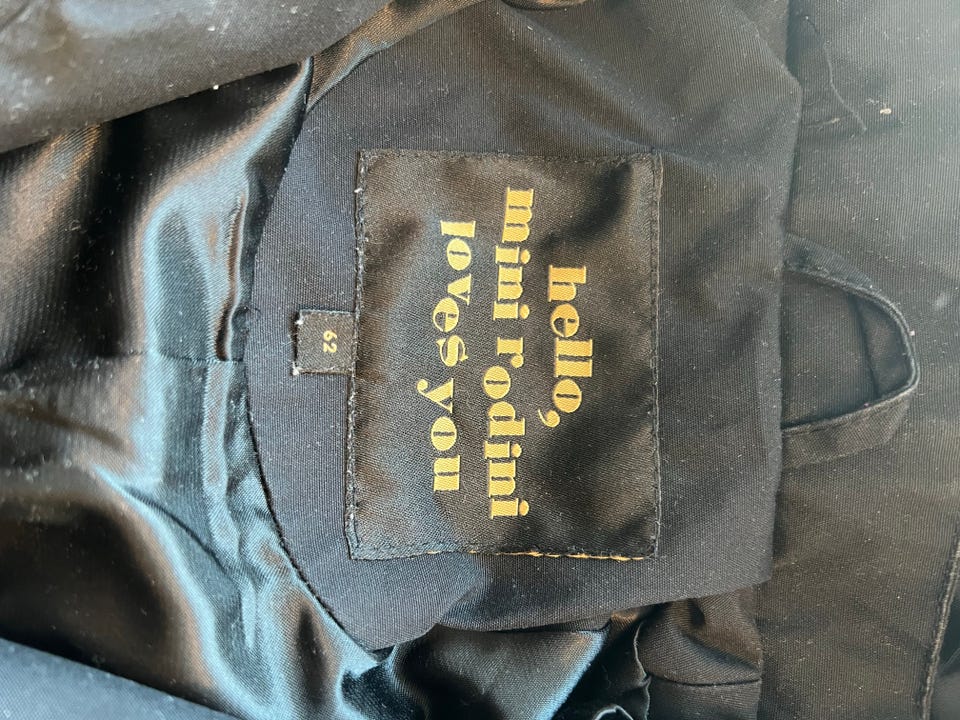 hello,
mini rodini
loves you
62